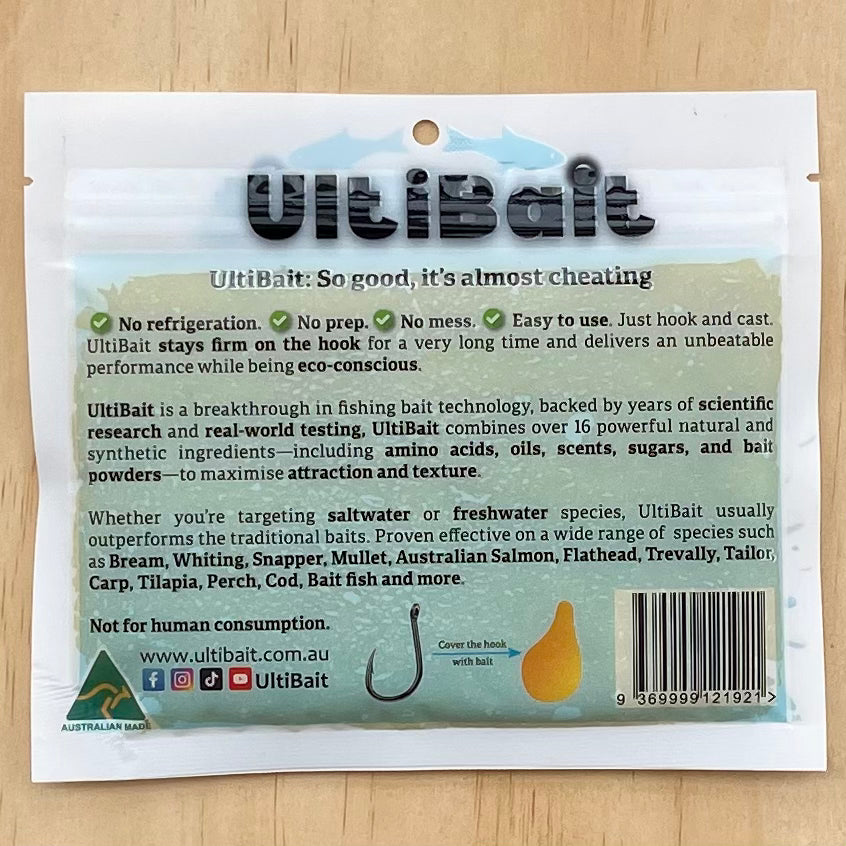 UltiBait
UltiBait: So good, it's almost cheating
No refrigeration. No prep. No mess. Easy to use. Just hook and cast.
UltiBait stays firm on the hook for a very long time and delivers an unbeatable
performance while being eco-conscious.
UltiBait is a breakthrough in fishing bait technology, backed by years of scientific
research and real-world testing, UltiBait combines over 16 powerful natural and
synthetic ingredients—including amino acids, oils, scents, sugars, and bait
powders—to maximise attraction and texture.
Whether you're targeting saltwater or freshwater species, UltiBait usually
outperforms the traditional baits. Proven effective on a wide range of species such
as Bream, Whiting, Snapper, Mullet, Australian Salmon, Flathead, Trevally, Tailor,
Carp, Tilapia, Perch, Cod, Bait fish and more.
Not for human consumption.
www.ultibait.com.au
UltiBait
AUSTRALIAN MADE
Cover the hook
with bait
9 369999 121921 >